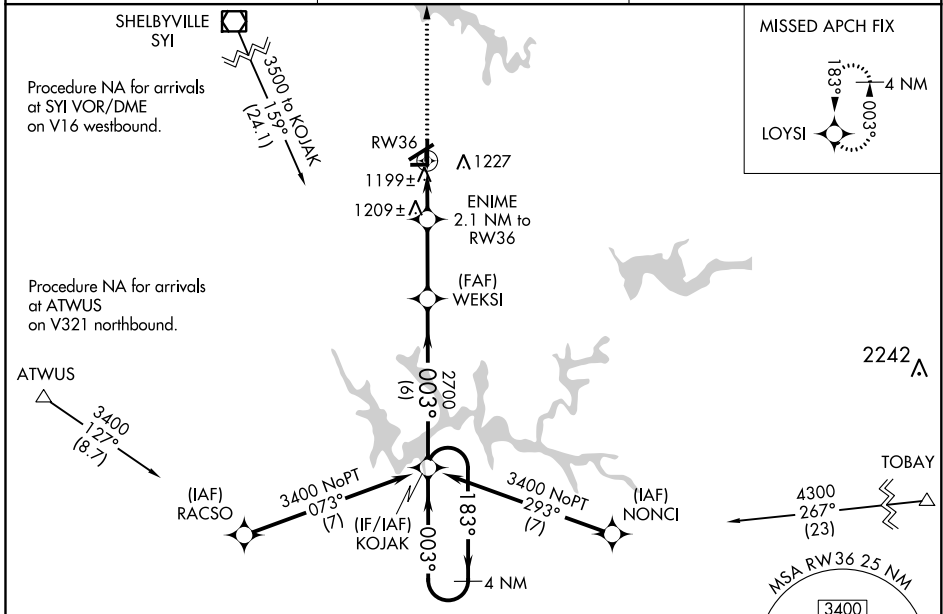 SHELBYVILLE
SYI
Procedure NA for arrivals
at SYI VOR/DME
on V16 westbound.
3500 to KOJAK
159°
(24.1)
MISSED APCH FIX
183°
4 NM
003°
LOYSI
RW36
1227
1199±
1209±
ENIME
2.1 NM to
RW36
(FAF)
WEKSI
Procedure NA for arrivals
at ATWUS
on V321 northbound.
2242
ATWUS
3400
127°
(8.7)
2700
003°
(6)
TOBAY
4300
267°
(23)
(IAF)
RACSO
3400 NoPT
073°
(7)
(IF/IAF)
KOJAK
003°
183°
4 NM
3400 NoPT
293°
(7)
(IAF)
NONCI
MSA RW36 25 NM
3400